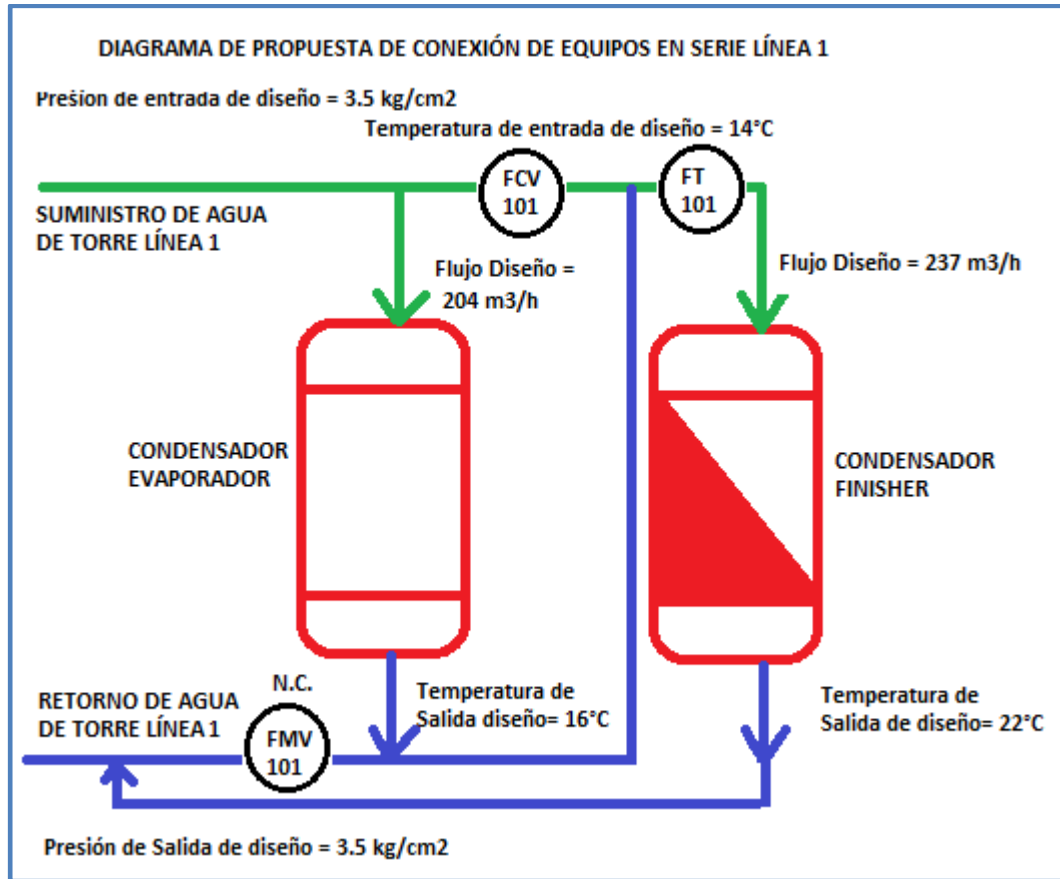 DIAGRAMA DE PROPUESTA DE CONEXIÓN DE EQUIPOS EN SERIE LÍNEA 1
Presión de entrada de diseño = 3.5 kg/cm2
Temperatura de entrada de diseño = 14°C
FCV
101
FT
101
SUMINISTRO DE AGUA
DE TORRE LÍNEA 1
Flujo Diseño =
204 m3/h
Flujo Diseño = 237 m3/h
CONDENSADOR
EVAPORADOR
CONDENSADOR
FINISHER
RETORNO DE AGUA
DE TORRE LÍNEA 1
N.C.
FMV
101
Temperatura de
Salida diseño= 16°C
Temperatura de
Salida de diseño= 22°C
Presión de Salida de diseño = 3.5 kg/cm2